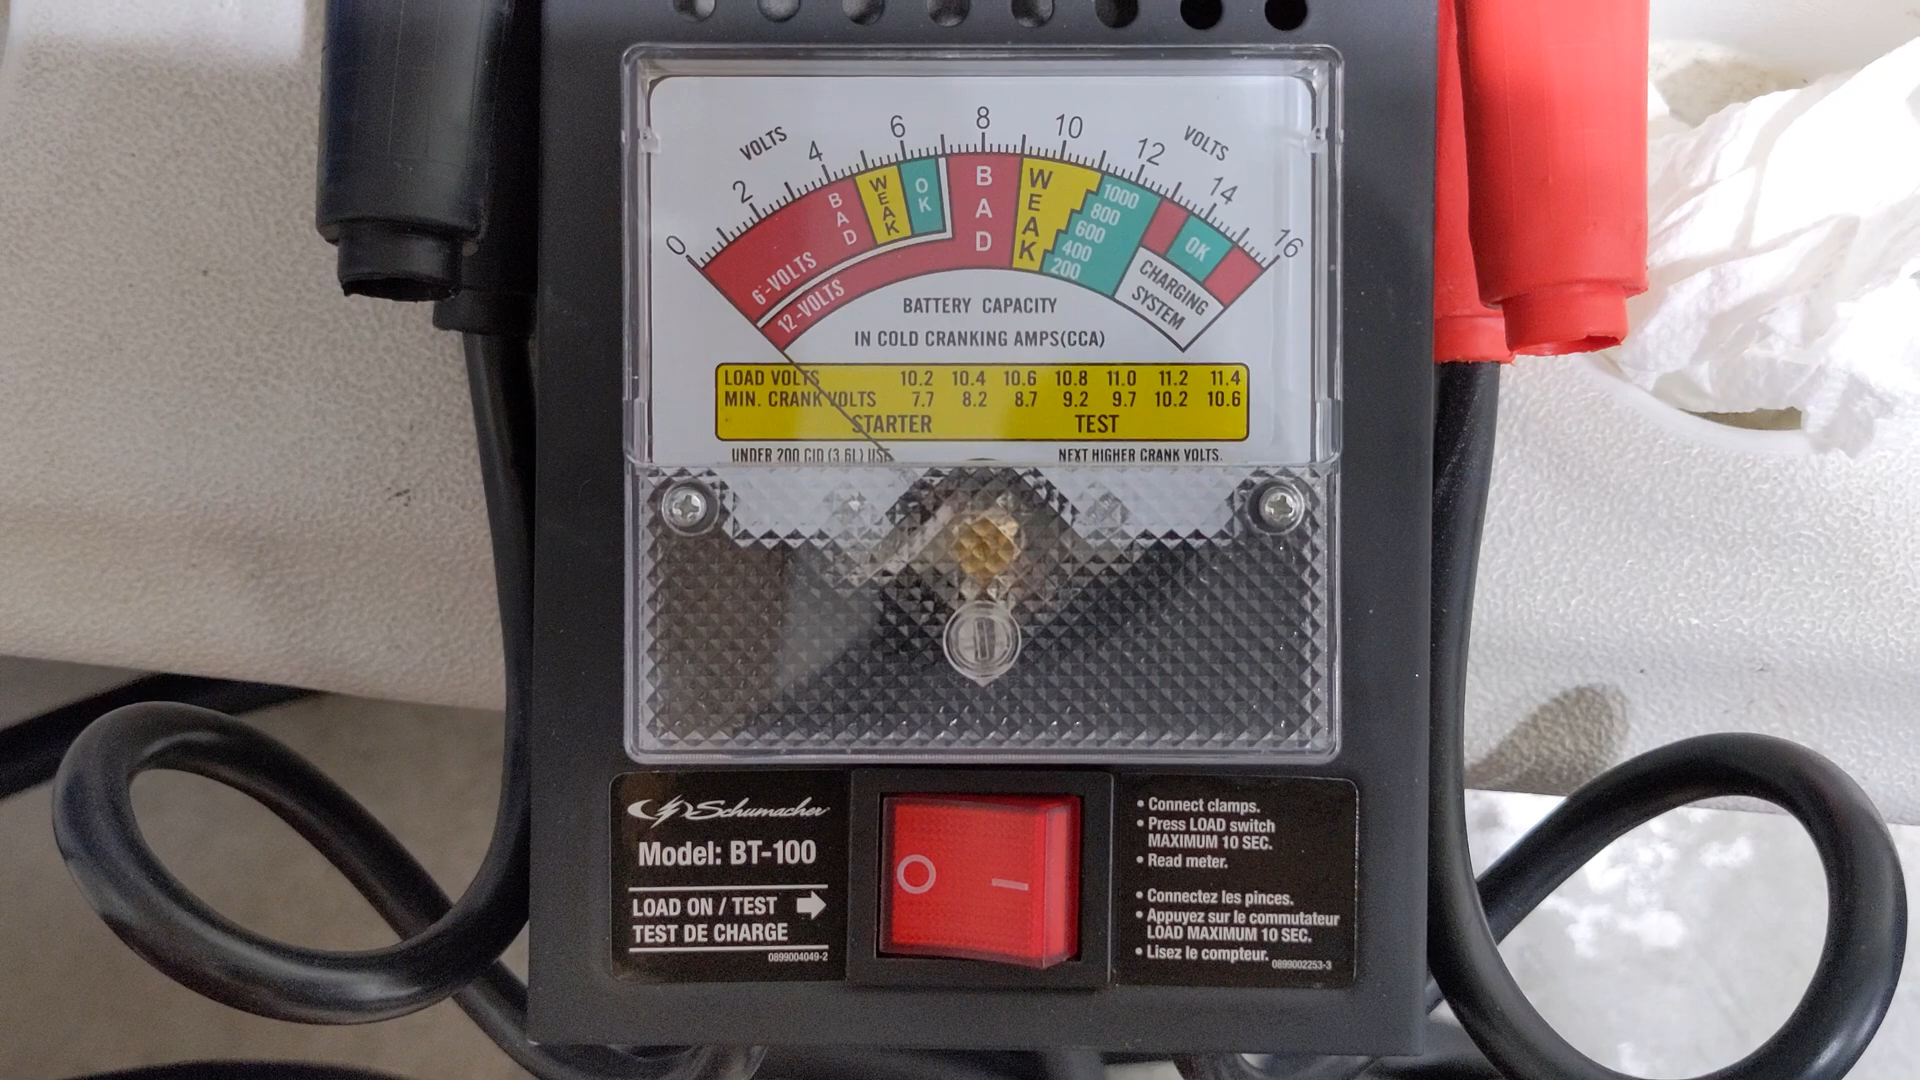 VOLTS
VOLTS
0 2 4 6 8 10 12 14 16
BAD
WEAK
OK
BAD
WEAK
1000
800
600
400
200
OK
6-VOLTS
12-VOLTS
CHARGING
SYSTEM
BATTERY CAPACITY
IN COLD CRANKING AMPS(CCA)
LOAD VOLTS 10.2 10.4 10.6 10.8 11.0 11.2 11.4
MIN. CRANK VOLTS 7.7 8.2 8.7 9.2 9.7 10.2 10.6
STARTER TEST
UNDER 200 CID (3.6L) USE NEXT HIGHER CRANK VOLTS.
Schumacher
Model: BT-100
LOAD ON / TEST
TEST DE CHARGE
0899004049-2
O
• Connect clamps.
• Press LOAD switch
MAXIMUM 10 SEC.
• Read meter.
• Connectez les pinces.
• Appuyez sur le commutateur
LOAD MAXIMUM 10 SEC.
• Lisez le compteur.
0899002253-3